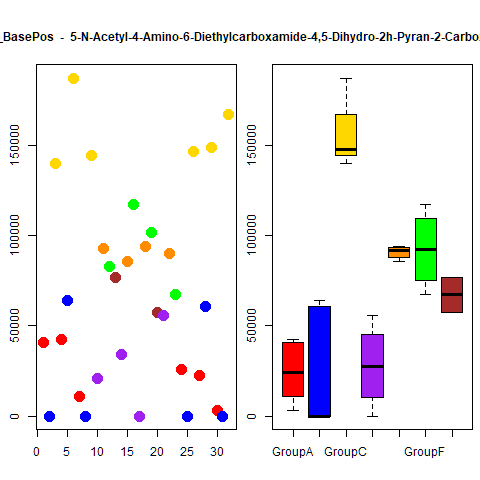 _BasePos - 5-N-Acetyl-4-Amino-6-Diethylcarboxamide-4,5-Dihydro-2h-Pyran-2-Carbo
0 50000 100000 150000
0 5 10 15 20 25 30
0 50000 100000 150000
GroupA GroupC GroupF